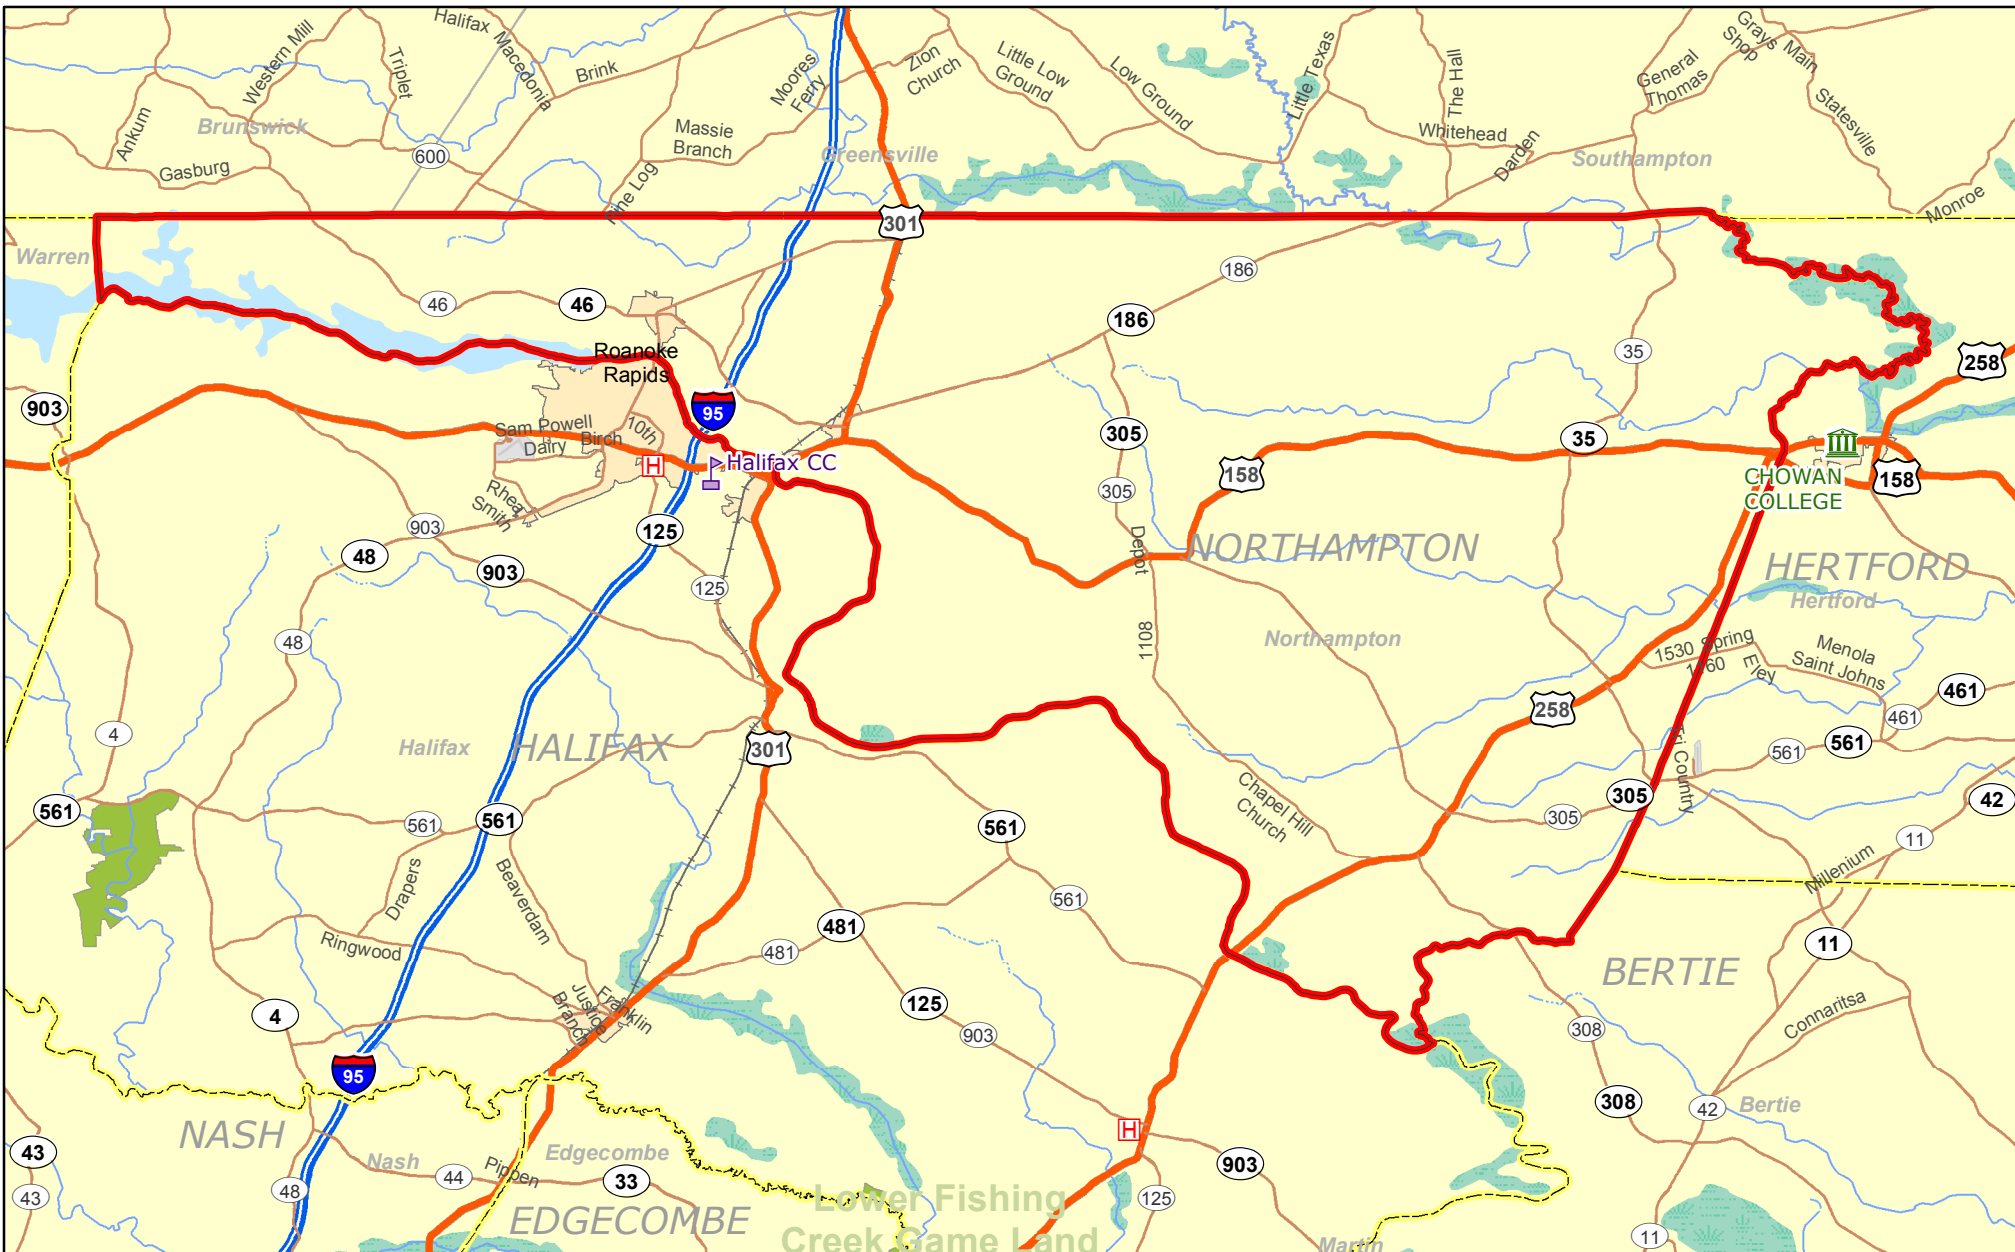 Halifax
Macedonia
Western Mill
Triplet
Brink
Moores
Ferry
Zion
Church
Little Low
Ground
Low Ground
Little Texas
The Hall
General
Thomas
Grays
Shop
Main
Statesville
Ankum
Brunswick
Gasburg
600
Massie
Branch
Pine Log
Greensville
Whitehead
Darden
Southampton
Monroe
301
Warren
46
46
186
186
35
258
Roanoke
Rapids
903
95
Sam Powell
Dairy
Birch
10th
H
Halifax CC
305
158
35
CHOWAN
COLLEGE
158
Rhea
Smith
903
48
903
125
125
305
Depot
NORTHAMPTON
HERTFORD
Hertford
48
1108
Northampton
1530
Spring
1160
Eley
Menola
Saint Johns
461
461
4
Halifax
HALIFAX
301
258
561
561
Tri Country
561
561
561
561
Chapel Hill
Church
305
305
42
11
Drapers
Beaverdam
561
Millenium
Ringwood
481
481
11
BERTIE
4
Justice
Branch
Franklin
125
903
308
Connaritsa
95
308
42
Bertie
NASH
43
43
Nash
44
Pippen
Edgecombe
33
48
EDGECOMBE
H
903
125
Lower Fishing
Creek Game Land
Martin
11